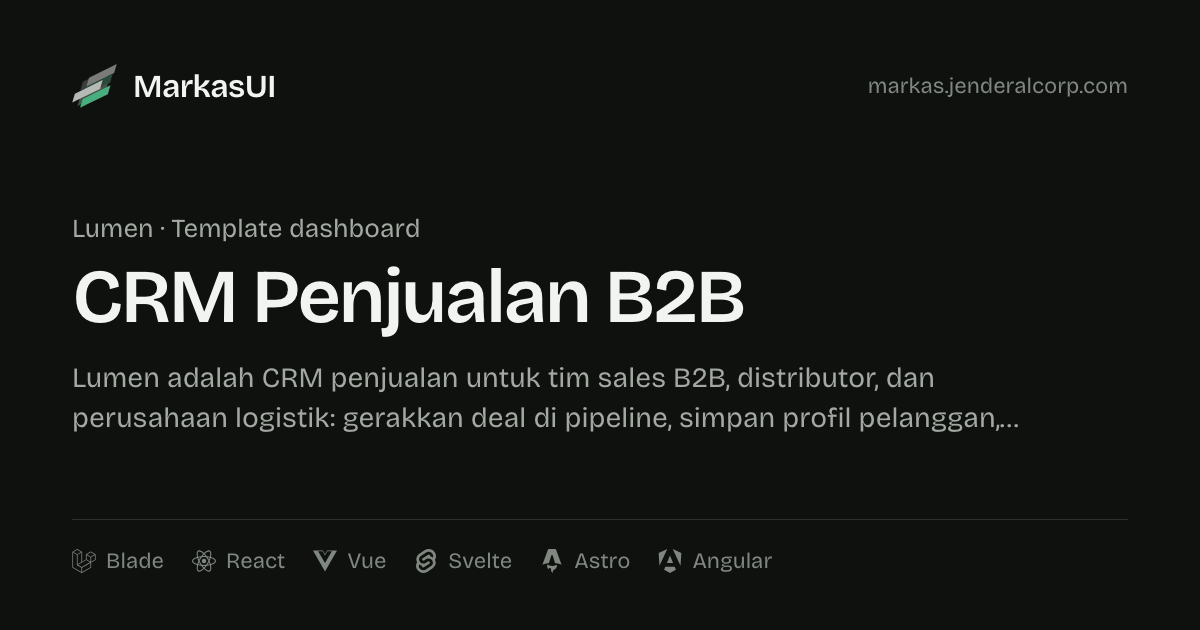 MarkasUI
markas.jenderalcorp.com
Lumen · Template dashboard
CRM Penjualan B2B
Lumen adalah CRM penjualan untuk tim sales B2B, distributor, dan
perusahaan logistik: gerakkan deal di pipeline, simpan profil pelanggan,...
Blade React Vue Svelte Astro Angular